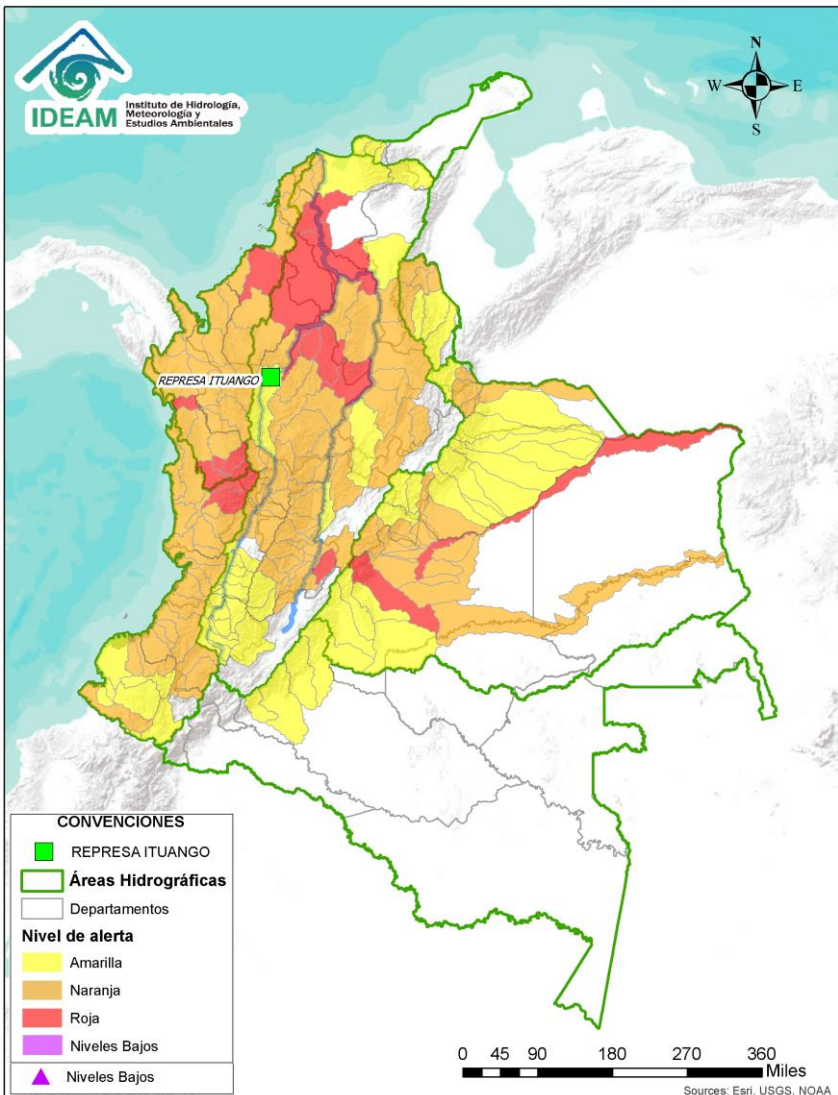 IDEAM
Instituto de Hidrología,
Meteorología y
Estudios Ambientales
N
W
E
S
REPRESA ITUANGO
CONVENCIONES
REPRESA ITUANGO
Áreas Hidrográficas
Departamentos
Nivel de alerta
Amarilla
Naranja
Roja
Niveles Bajos
Niveles Bajos
0 45 90 180 270 360
Miles
Sources: Esri, USGS, NOAA